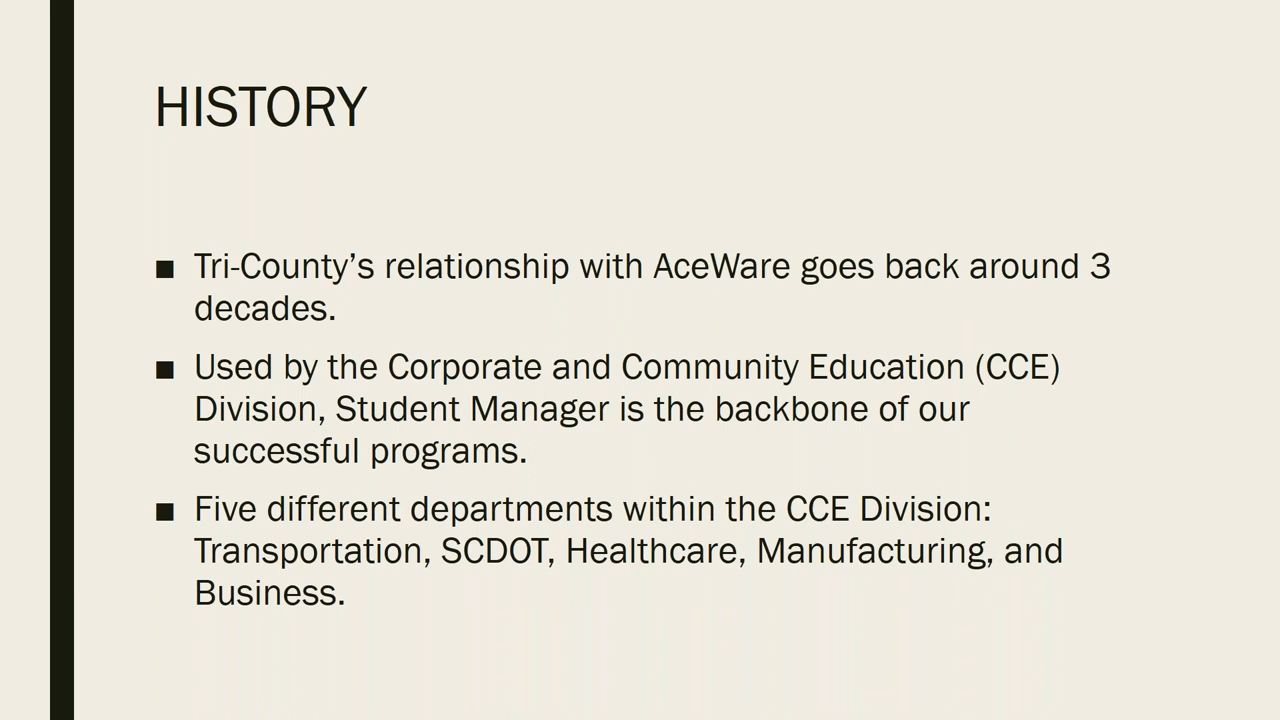 HISTORY
■ Tri-County’s relationship with AceWare goes back around 3
decades.
■ Used by the Corporate and Community Education (CCE)
Division, Student Manager is the backbone of our
successful programs.
■ Five different departments within the CCE Division:
Transportation, SCDOT, Healthcare, Manufacturing, and
Business.